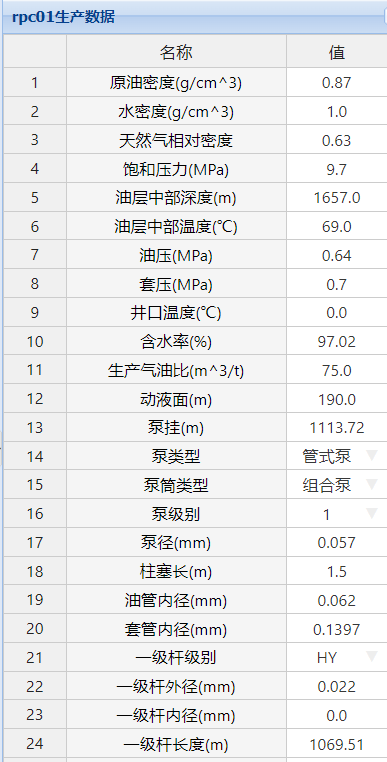 rpc01生产数据
名称 值
1 原油密度(g/cm^3) 0.87
2 水密度(g/cm^3) 1.0
3 天然气相对密度 0.63
4 饱和压力(MPa) 9.7
5 油层中部深度(m) 1657.0
6 油层中部温度(℃) 69.0
7 油压(MPa) 0.64
8 套压(MPa) 0.7
9 井口温度(℃) 0.0
10 含水率(%) 97.02
11 生产气油比(m^3/t) 75.0
12 动液面(m) 190.0
13 泵挂(m) 1113.72
14 泵类型 管式泵
15 泵筒类型 组合泵
16 泵级别 1
17 泵径(mm) 0.057
18 柱塞长(m) 1.5
19 油管内径(mm) 0.062
20 套管内径(mm) 0.1397
21 一级杆级别 HY
22 一级杆外径(mm) 0.022
23 一级杆内径(mm) 0.0
24 一级杆长度(m) 1069.51